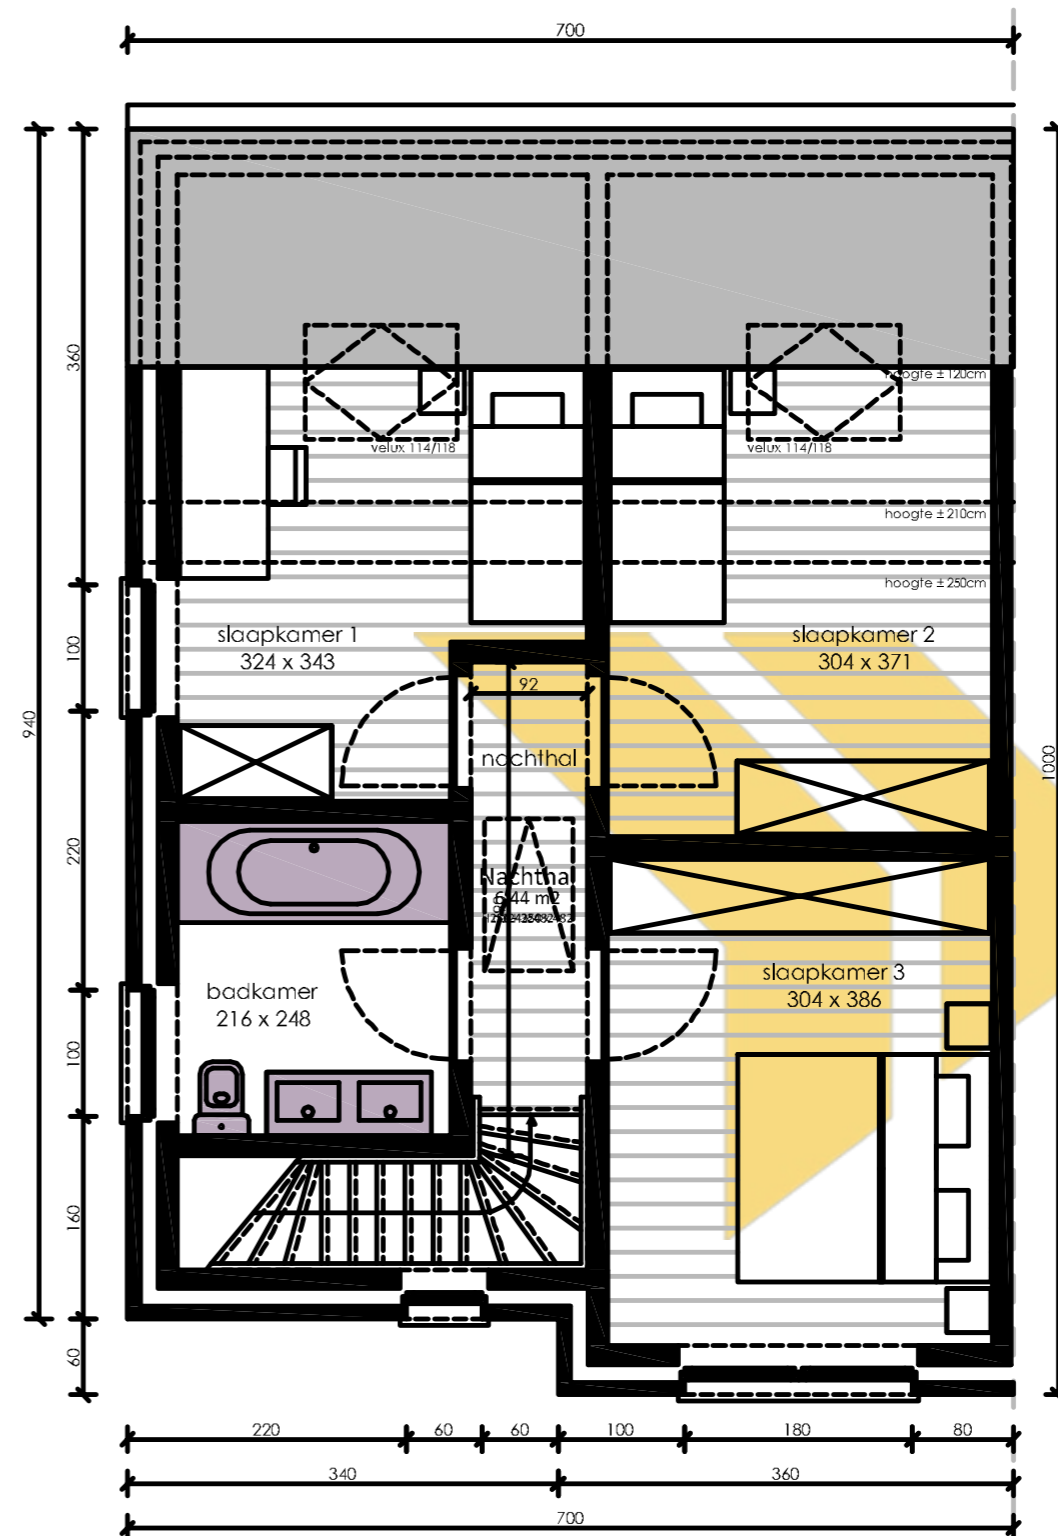 700
hoogte ±120cm
velux 114/118
velux 114/118
hoogte ±210cm
hoogte ±250cm
360
100
940
220
100
160
60
1000
slaapkamer 1
324 x 343
slaapkamer 2
304 x 371
92
nachthal
Nachthal
6,44 m2
slaapkamer 3
304 x 386
badkamer
216 x 248
220
60
60
100
180
80
340
360
700